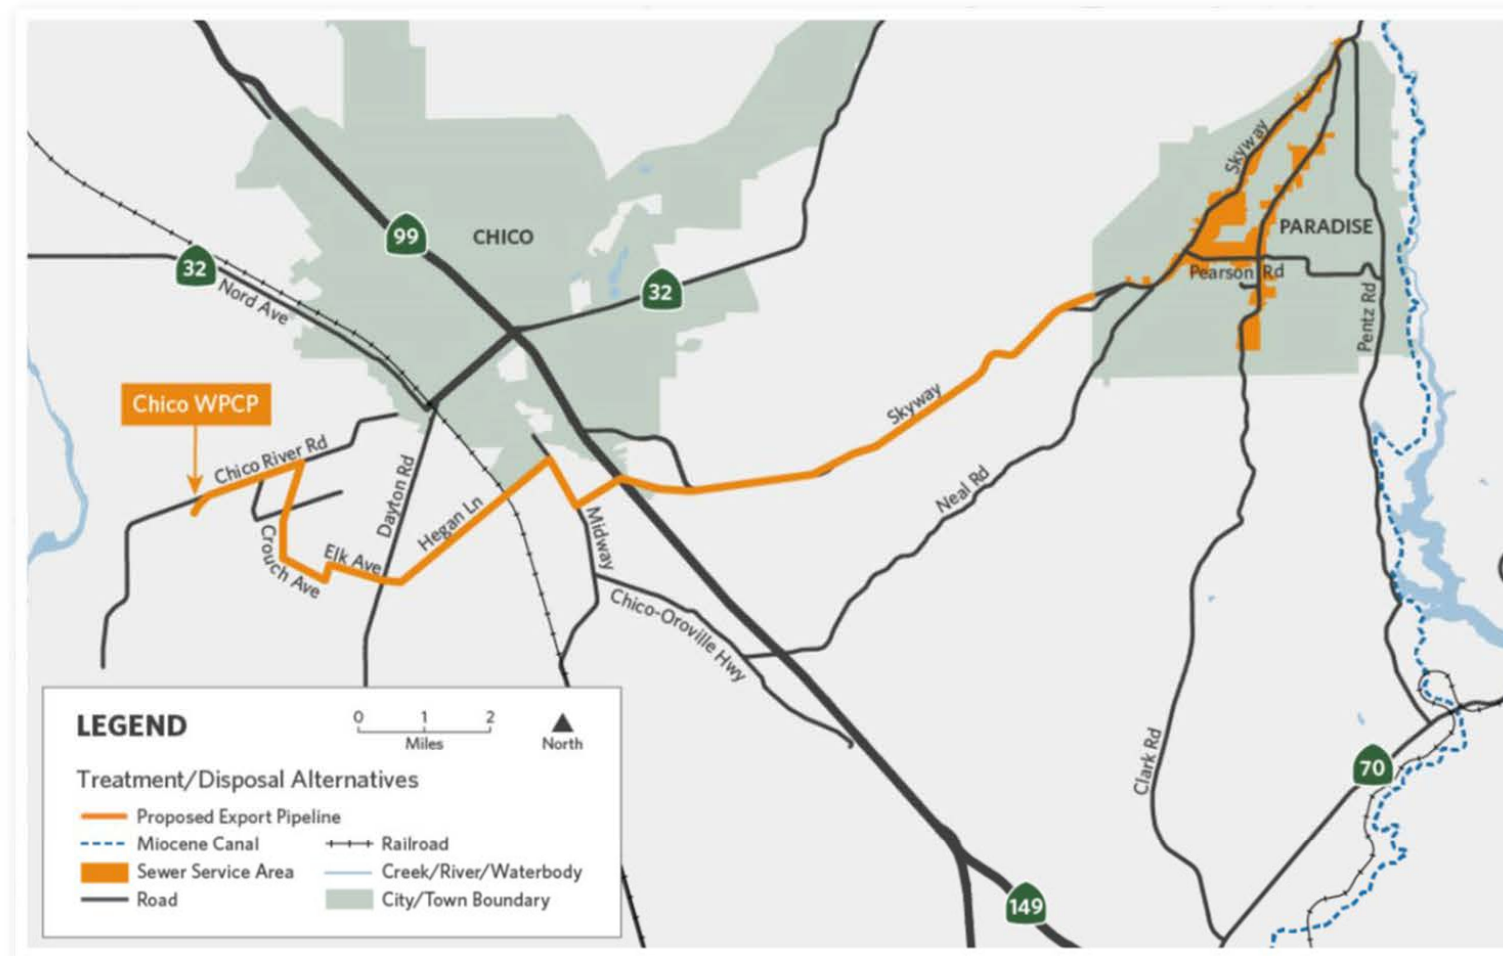 Skyway
99
CHICO
PARADISE
32
32
Pearson Rd
Nord Ave
Pentz Rd
Chico WPCP
Skyway
Chico River Rd
Dayton Rd
Hegan Ln
Neal Rd
Midway
Crouch Ave
Elk Ave
Chico-Oroville Hwy
Clark Rd
70
149
LEGEND
0 1 2
Miles
North
Treatment/Disposal Alternatives
Proposed Export Pipeline
Miocene Canal
Railroad
Sewer Service Area
Creek/River/Waterbody
Road
City/Town Boundary